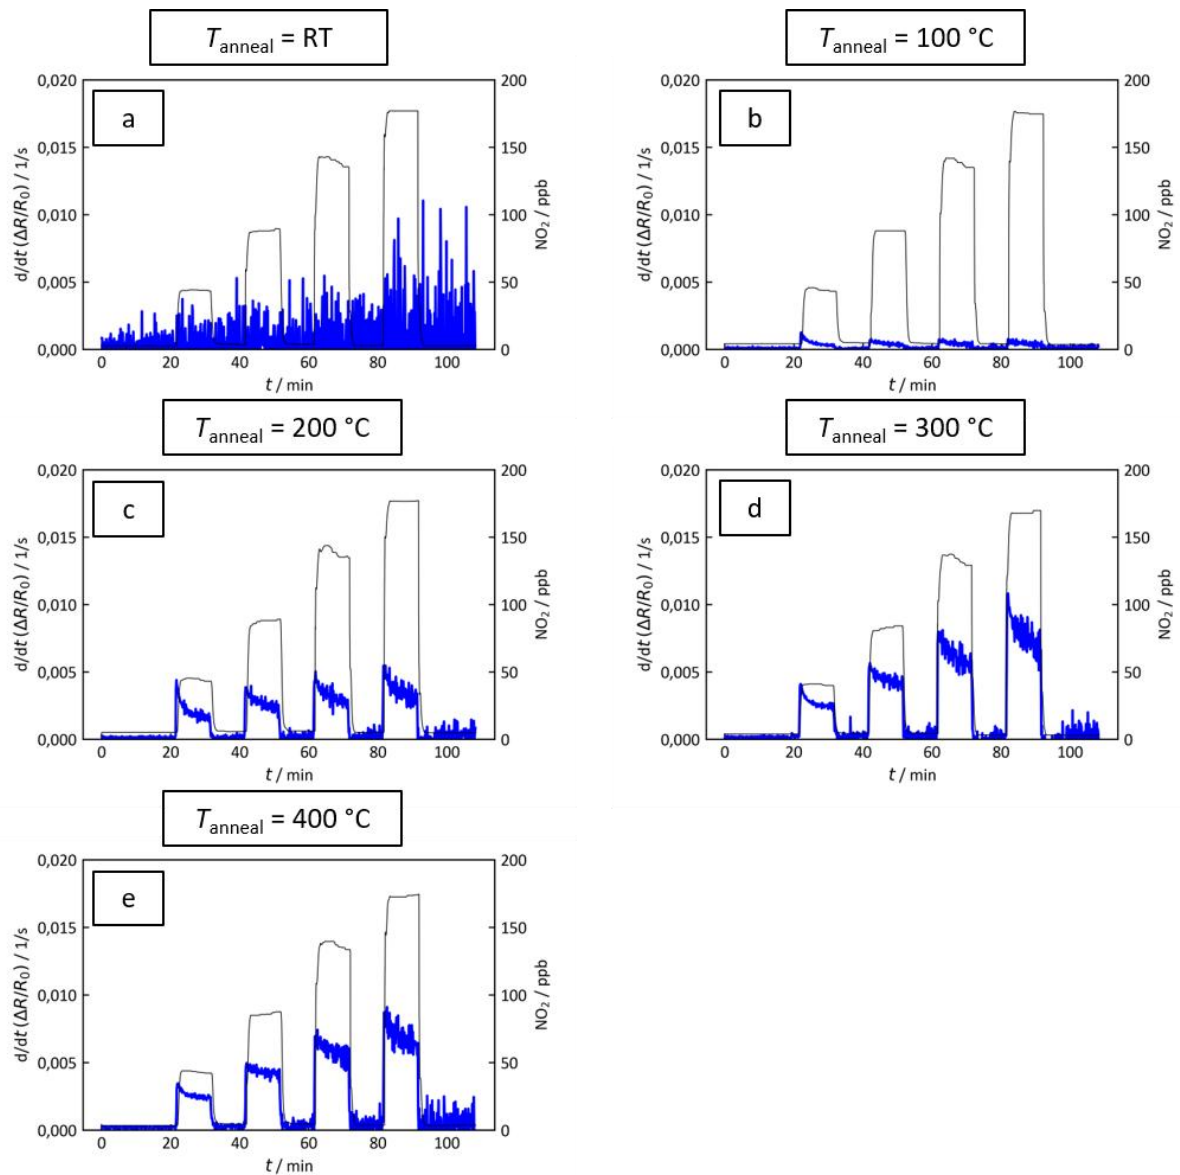 Tanneal = RT
0,020
0,015
0,010
0,005
0,000
d/dt (ΔR/R0) / 1/s
a
200
150
100
50
0
NO2 / ppb
0 20 40 60 80 100
t / min
Tanneal = 100 °C
0,020
0,015
0,010
0,005
0,000
d/dt (ΔR/R0) / 1/s
b
200
150
100
50
0
NO2 / ppb
0 20 40 60 80 100
t / min
Tanneal = 200 °C
0,020
0,015
0,010
0,005
0,000
d/dt (ΔR/R0) / 1/s
c
200
150
100
50
0
NO2 / ppb
0 20 40 60 80 100
t / min
Tanneal = 300 °C
0,020
0,015
0,010
0,005
0,000
d/dt (ΔR/R0) / 1/s
d
200
150
100
50
0
NO2 / ppb
0 20 40 60 80 100
t / min
Tanneal = 400 °C
0,020
0,015
0,010
0,005
0,000
d/dt (ΔR/R0) / 1/s
e
200
150
100
50
0
NO2 / ppb
0 20 40 60 80 100
t / min